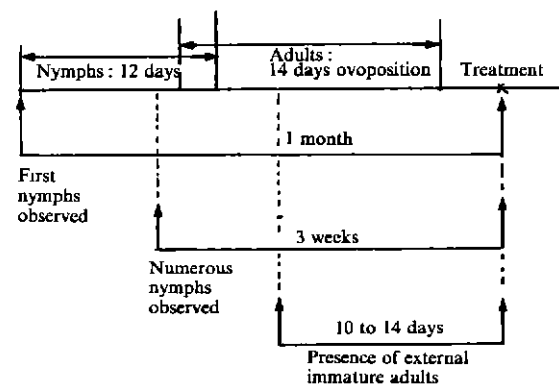 Adults :
Nymphs : 12 days
14 days ovoposition
Treatment
1 month
First
nymphs
observed
3 weeks
Numerous
nymphs
observed
10 to 14 days
Presence of external
immature adults